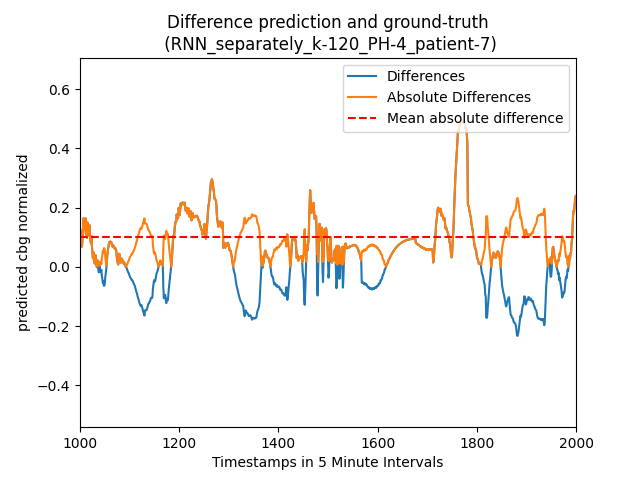 Difference prediction and ground-truth
(RNN_separately_k-120_PH-4_patient-7)
Differences
Absolute Differences
Mean absolute difference
predicted cbg normalized
0.6
0.4
0.2
0.0
−0.2
−0.4
1000
1200
1400
1600
1800
2000
Timestamps in 5 Minute Intervals